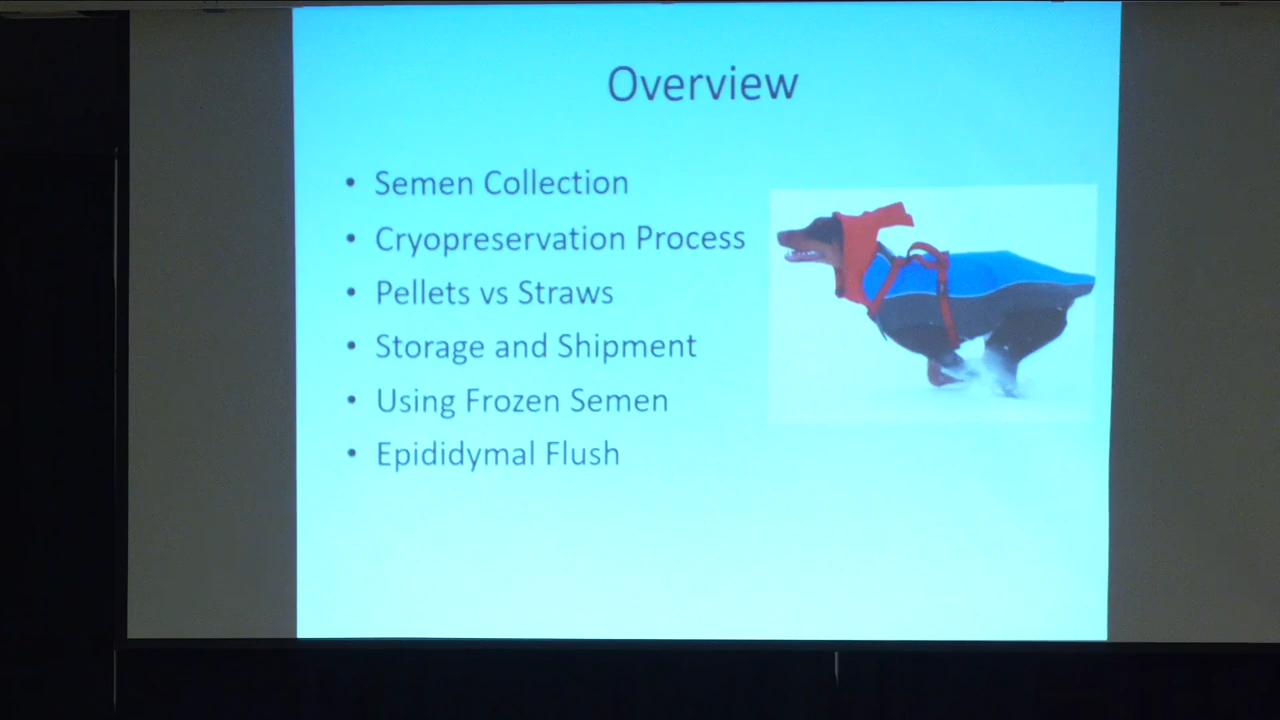 Overview
• Semen Collection
• Cryopreservation Process
• Pellets vs Straws
• Storage and Shipment
• Using Frozen Semen
• Epididymal Flush